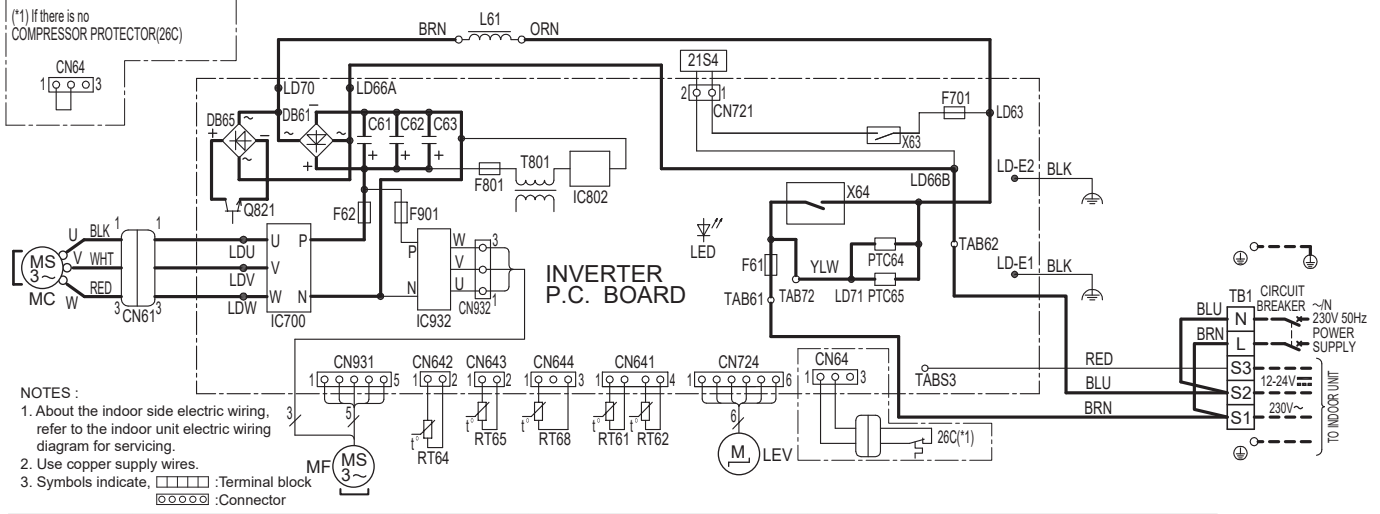 (*1) If there is no
COMPRESSOR PROTECTOR(26C)
CN64
1 3
BRN L61 ORN
21S4
2 1
CN721
F701
X63
LD63
LD70
LD66A
DB65
DB61
~ − ~
+ −
~ +
C61 C62 C63
+ + +
F801
T801
IC802
LD66B
LD-E2 BLK
Q821
F62
F901
X64
LED
PTC64
YLW
F61
TAB72
LD71 PTC65
TAB61
TAB62
LD-E1 BLK
MS
3~
MC
U BLK
V WHT
W RED
1 1
3 3
CN61
LDU
LDV
LDW
U P
V
W N
IC700
P
N
W 3
V
U 1
IC932
CN932
INVERTER
P.C. BOARD
TB1
CIRCUIT
BREAKER
~/N
230V 50Hz
POWER
SUPPLY
BLU N
BRN L
S3
S2
S1
12-24V
230V~
TO INDOOR UNIT
TABS3
RED
BLU
BRN
CN931
1 5
3
5
MF
MS
3~
CN642
1 2
t°
RT64
CN643
1 2
t°
RT65
CN644
1 3
t°
RT68
CN641
1 4
t° t°
RT61 RT62
CN724
1 6
6
M
LEV
CN64
1 3
26C(*1)
NOTES :
1. About the indoor side electric wiring,
refer to the indoor unit electric wiring
diagram for servicing.
2. Use copper supply wires.
3. Symbols indicate, :Terminal block
:Connector